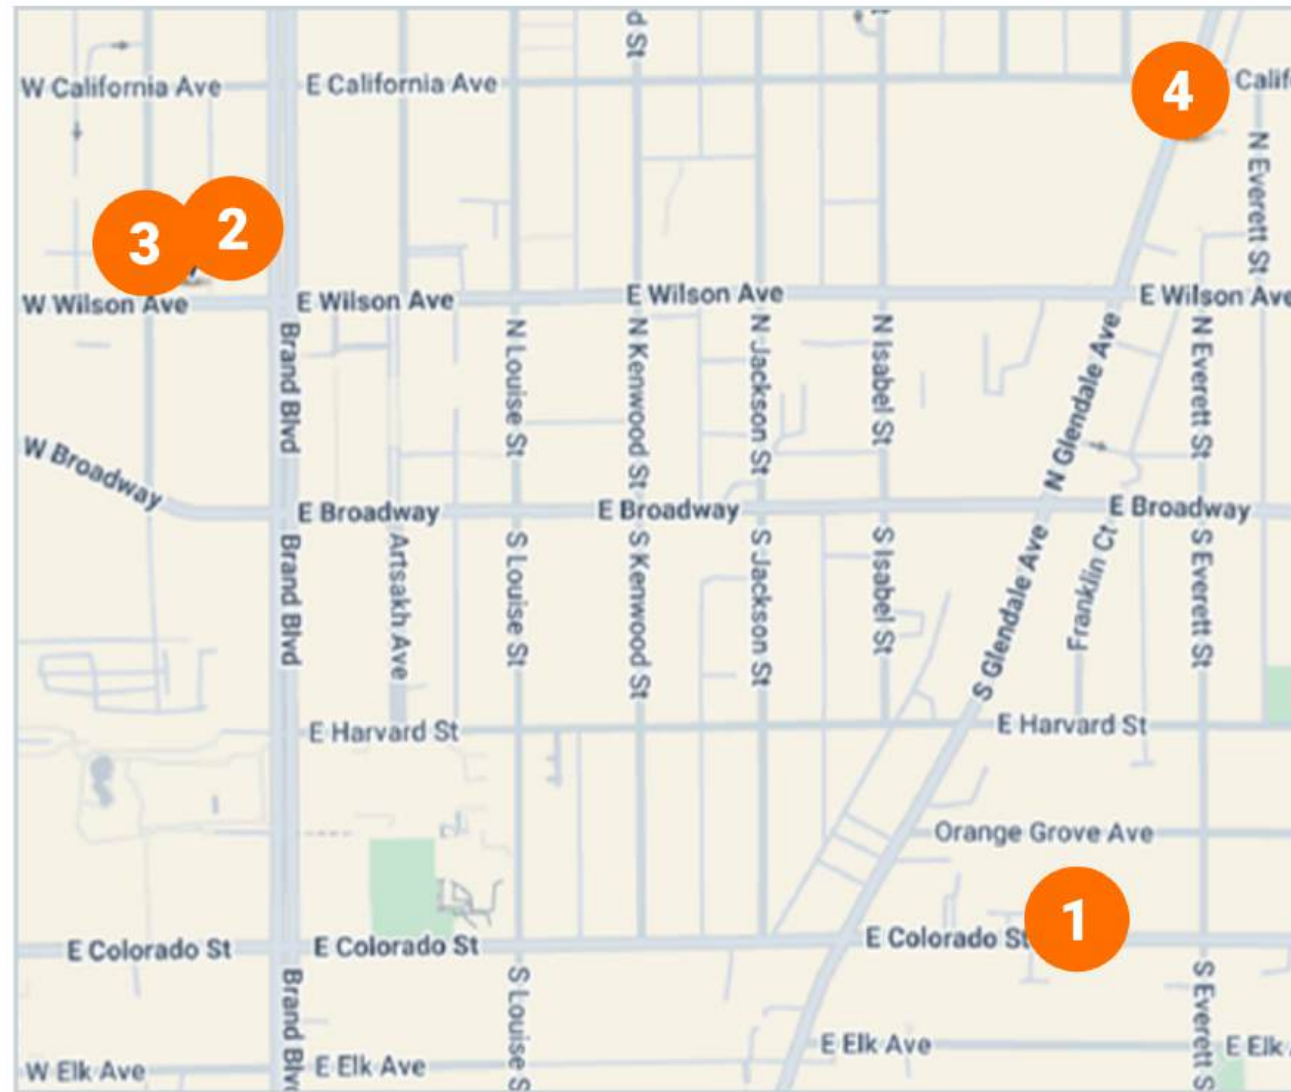 d St
W California Ave
E California Ave
4
Calif
N Everett St
3
2
W Wilson Ave
E Wilson Ave
E Wilson Ave
E Wilson Ave
Brand Blvd
N Louise St
N Kenwood St
N Jackson St
N Isabel St
N Glendale Ave
N Everett St
W Broadway
E Broadway
E Broadway
E Broadway
Brand Blvd
Artsakh Ave
S Louise St
S Kenwood St
S Jackson St
S Isabel St
S Glendale Ave
Franklin Ct
S Everett St
E Harvard St
E Harvard St
Orange Grove Ave
1
E Colorado St
E Colorado St
E Colorado St
Brand Blv
S Louise S
S Everett S
W Elk Ave
E Elk Ave
E Elk Ave
E Elk